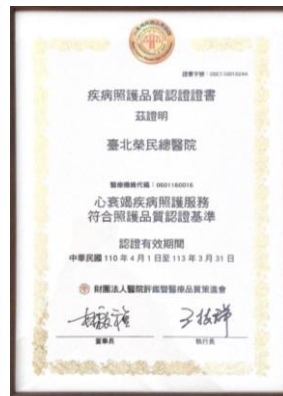 疾病照護品質認證證書
茲證明
臺北榮民總醫院
醫療機構代碼：0601160016
心衰竭疾病照護服務
符合照護品質認證基準
認證有效期間
中華民國 110 年 4 月 1 日至 113 年 3 月 31 日
財團法人醫院評鑑暨醫療品質策進會
董事長 執行長